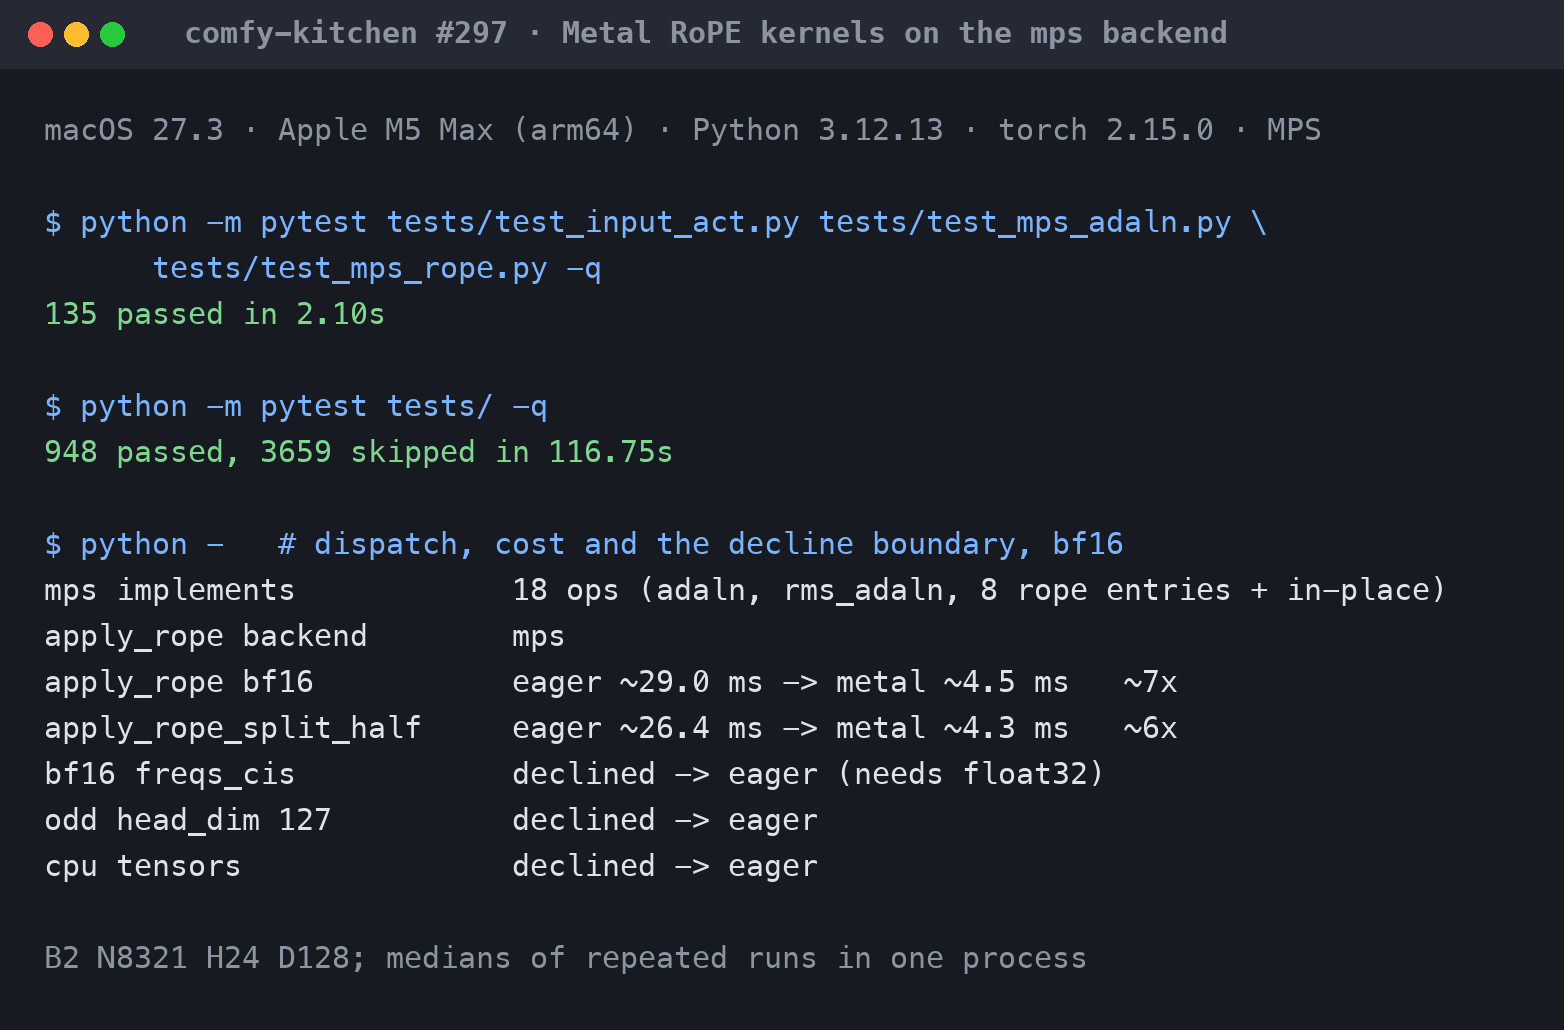 comfy-kitchen #297 · Metal RoPE kernels on the mps backend
macOS 27.3 · Apple M5 Max (arm64) · Python 3.12.13 · torch 2.15.0 · MPS
$ python -m pytest tests/test_input_act.py tests/test_mps_adaln.py \
tests/test_mps_rope.py -q
135 passed in 2.10s
$ python -m pytest tests/ -q
948 passed, 3659 skipped in 116.75s
$ python -   # dispatch, cost and the decline boundary, bf16
mps implements            18 ops (adaln, rms_adaln, 8 rope entries + in-place)
apply_rope backend        mps
apply_rope bf16           eager ~29.0 ms -> metal ~4.5 ms   ~7x
apply_rope_split_half     eager ~26.4 ms -> metal ~4.3 ms   ~6x
bf16 freqs_cis            declined -> eager (needs float32)
odd head_dim 127          declined -> eager
cpu tensors               declined -> eager
B2 N8321 H24 D128; medians of repeated runs in one process